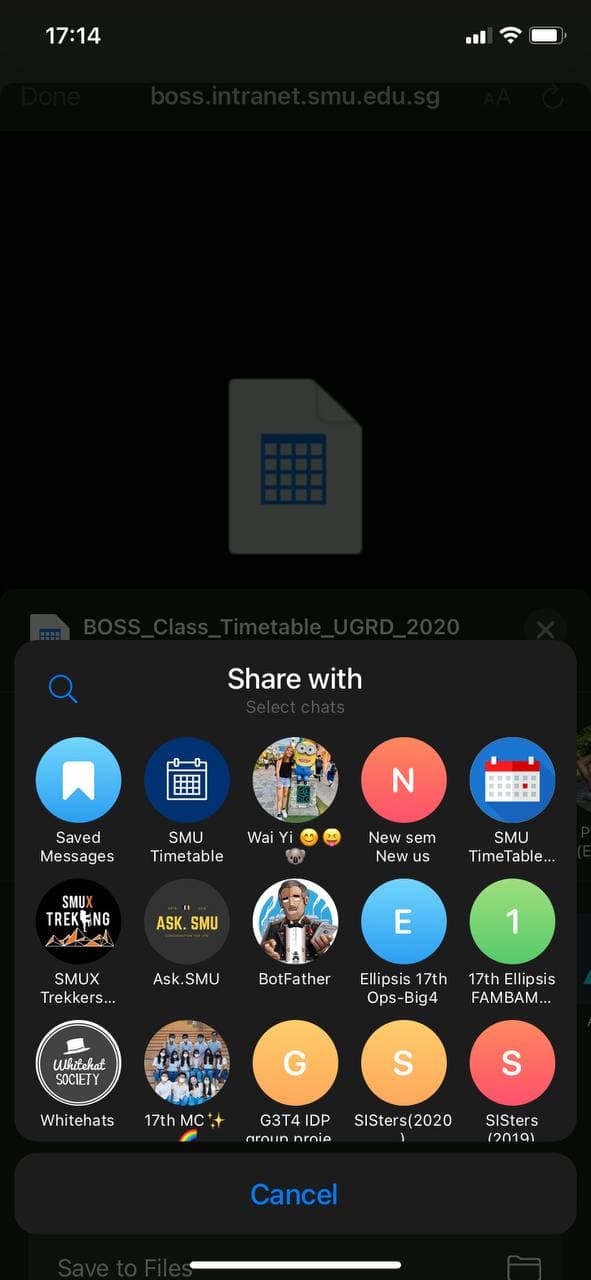 17:14
Done boss.intranet.smu.edu.sg AA
BOSS_Class_Timetable_UGRD_2020
Share with
Select chats
Saved Messages
SMU Timetable
Wai Yi 😊😝🐨
New sem New us
SMU TimeTable...
N
SMUX TREKKING
ASK. SMU
E
1
SMUX Trekkers...
Ask.SMU
BotFather
Ellipsis 17th Ops-Big4
17th Ellipsis FAMBAM...
Whitehat SOCIETY
G
S
S
Whitehats
17th MC✨🌈
G3T4 IDP group proje
SISters(2020)
SISters (2019)
Cancel
Save to Files